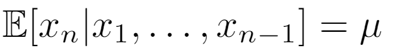 𝔼[xₙ|x₁, . . . , xₙ₋₁] = μ